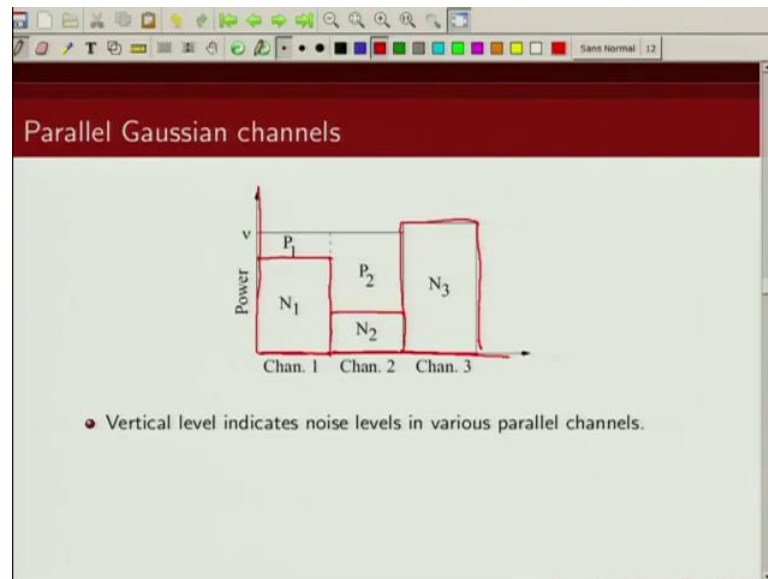 T
Sans Normal 12
Parallel Gaussian channels
ν
P1
P2
Power
N1
N3
N2
Chan. 1 Chan. 2 Chan. 3
Vertical level indicates noise levels in various parallel channels.